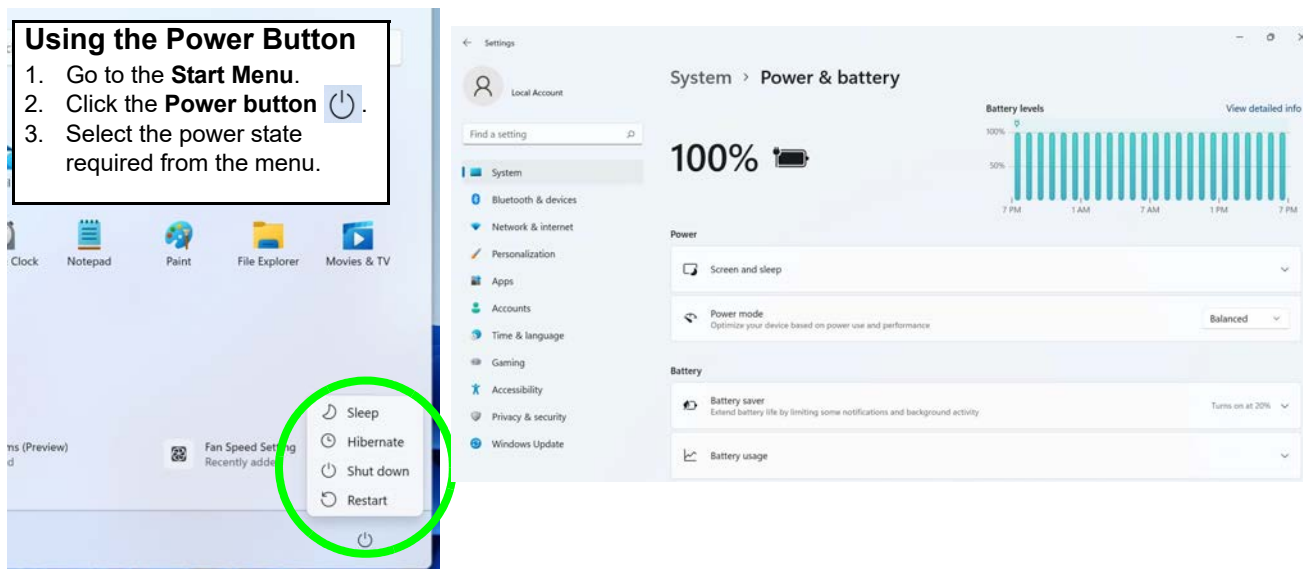 Using the Power Button
1. Go to the Start Menu.
2. Click the Power button .
3. Select the power state
required from the menu.
Clock
Notepad
Paint
File Explorer
Movies & TV
(Preview)
Fan Speed Setting
Recently added
Sleep
Hibernate
Shut down
Restart
Settings
Local Account
Find a setting
System
Bluetooth & devices
Network & internet
Personalization
Apps
Accounts
Time & language
Gaming
Accessibility
Privacy & security
Windows Update
System > Power & battery
100%
Battery levels
View detailed info
100%
50%
7 PM 1 AM 7 AM 1 PM 7 PM
Power
Screen and sleep
Power mode
Optimize your device based on power use and performance
Balanced
Battery
Battery saver
Extend battery life by limiting some notifications and background activity
Turns on at 20%
Battery usage